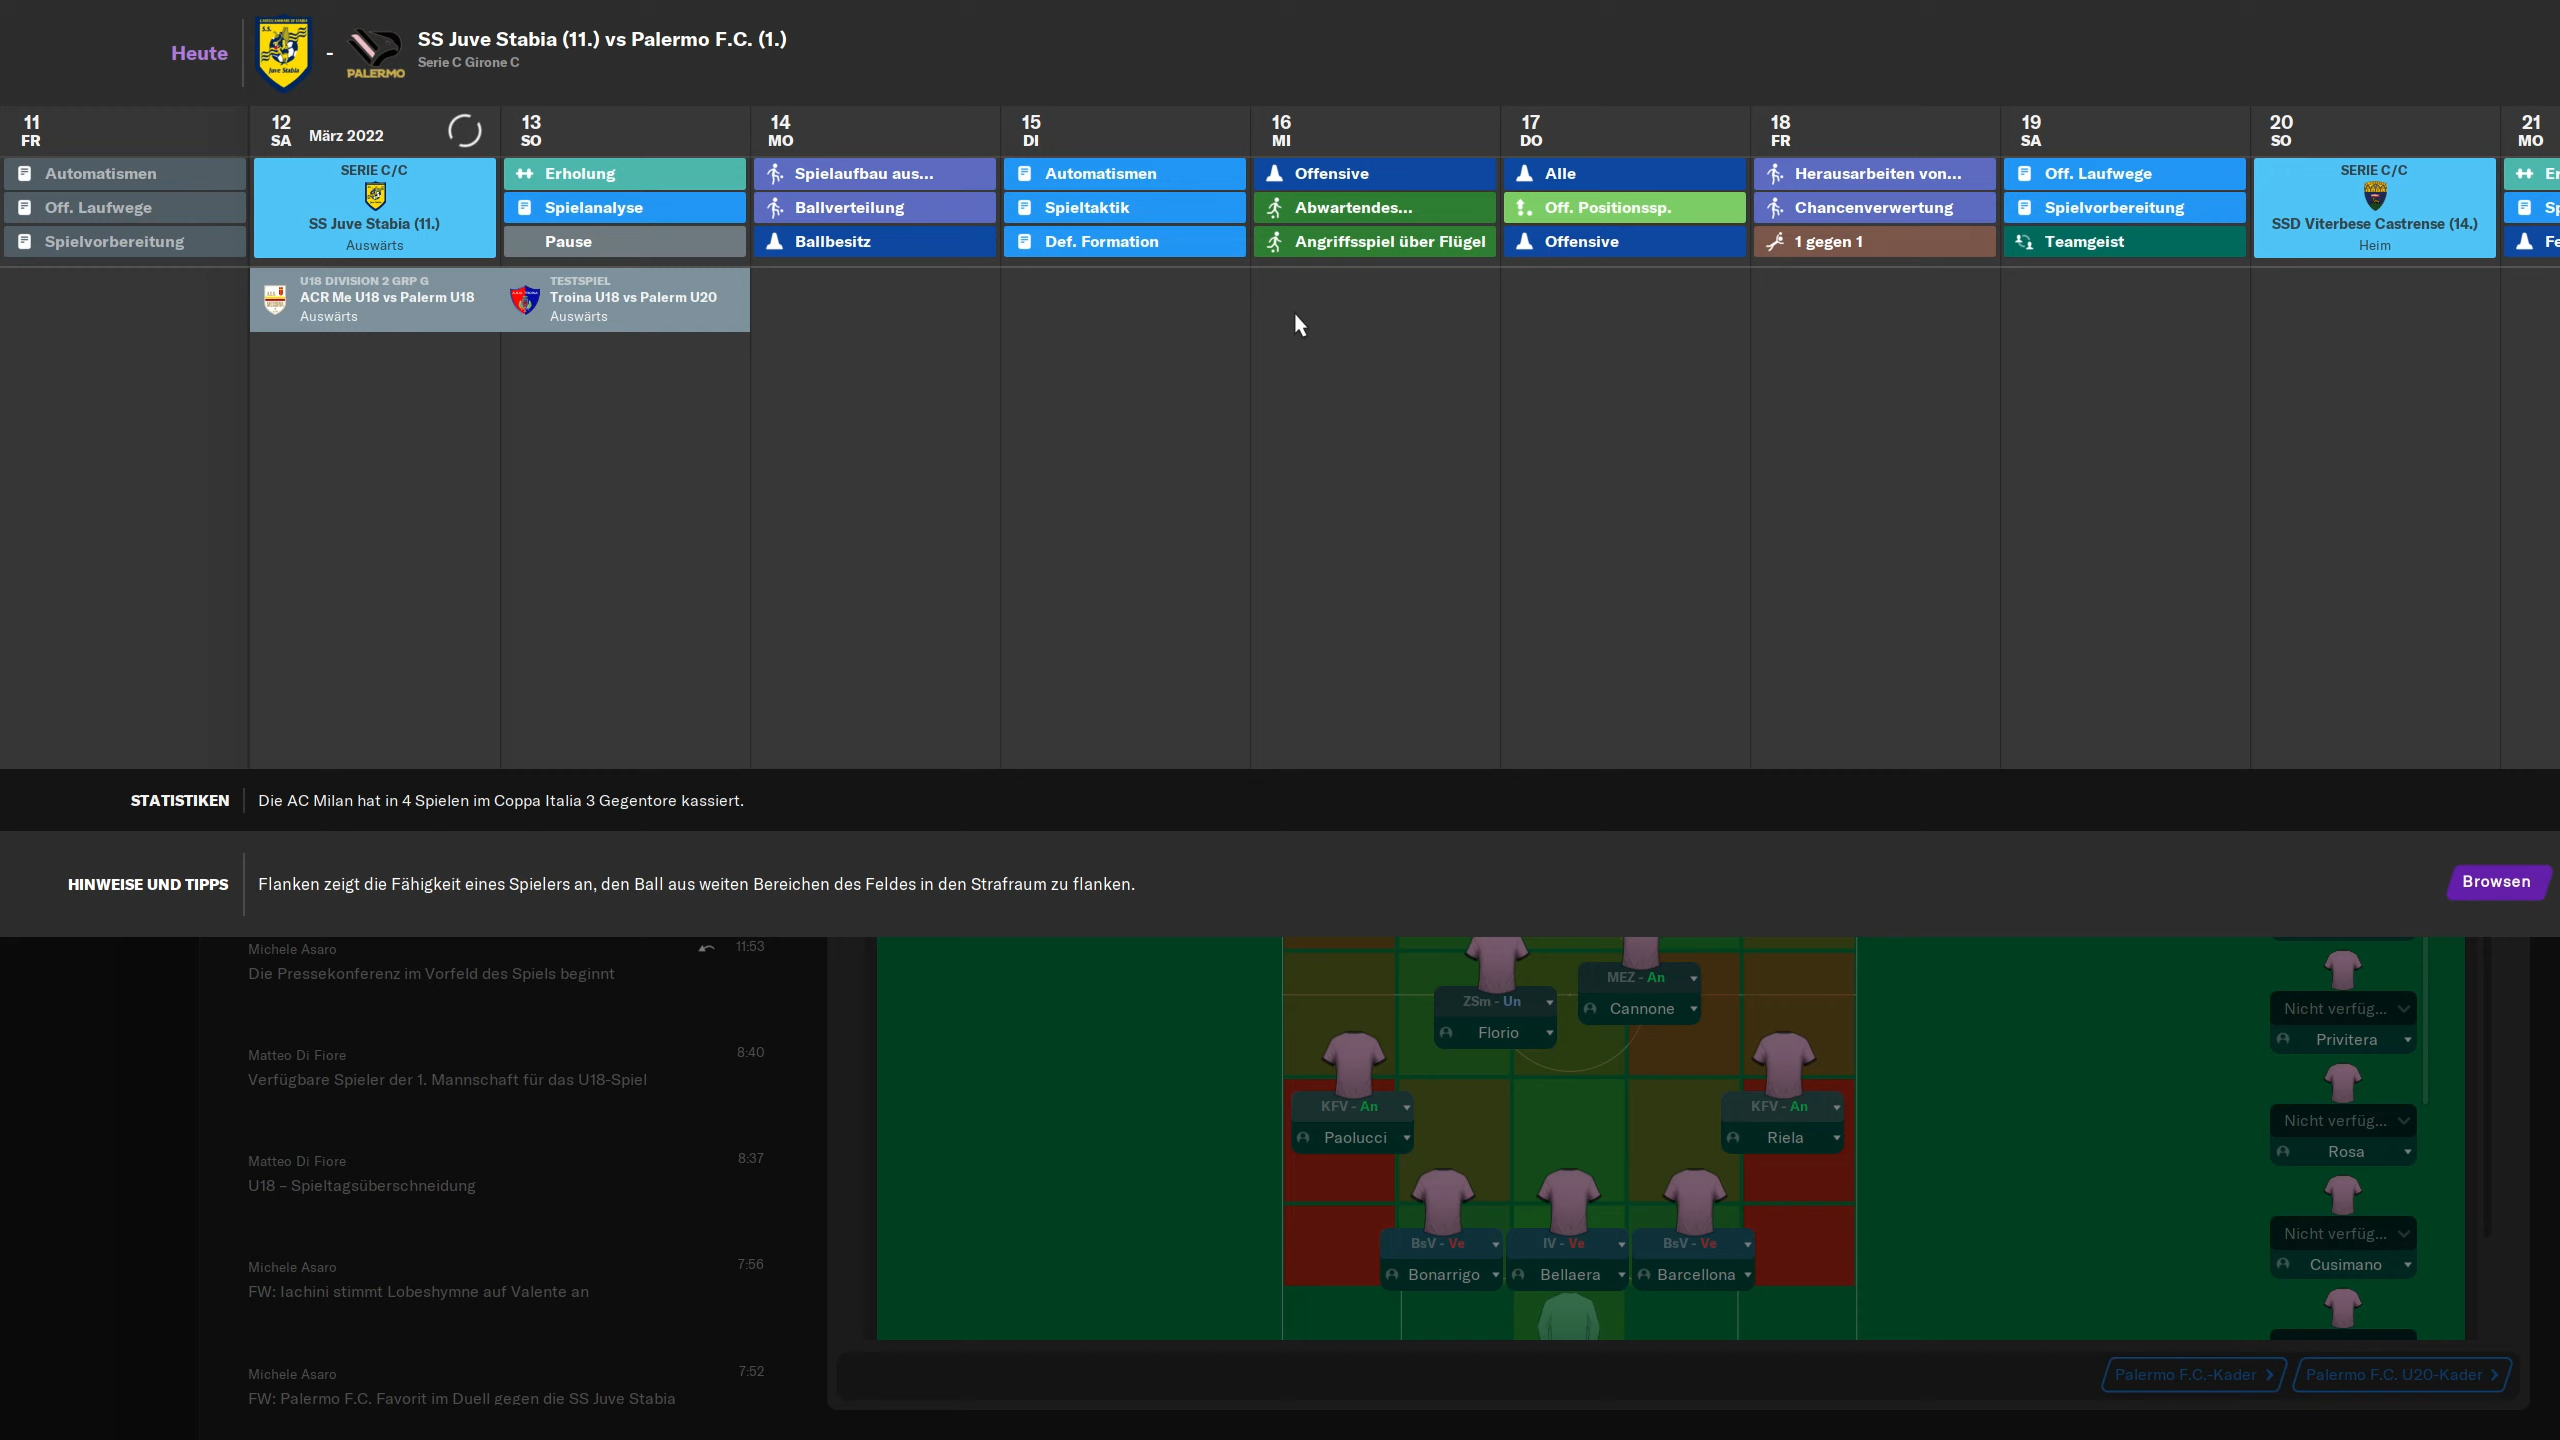 Heute
SS Juve Stabia (11.) vs Palermo F.C. (1.)
Serie C Girone C
PALERMO
11
FR
12
SA
März 2022
13
SO
14
MO
15
DI
16
MI
17
DO
18
FR
19
SA
20
SO
21
MO
Automatismen
Off. Laufwege
Spielvorbereitung
SERIE C/C
SS Juve Stabia (11.)
Auswärts
Erholung
Spielanalyse
Pause
Spielaufbau aus...
Ballverteilung
Ballbesitz
Automatismen
Spieltaktik
Def. Formation
Offensive
Abwartendes...
Angriffsspiel über Flügel
Alle
Off. Positionssp.
Offensive
Herausarbeiten von...
Chancenverwertung
1 gegen 1
Off. Laufwege
Spielvorbereitung
Teamgeist
SERIE C/C
SSD Viterbese Castrense (14.)
Heim
Er
Sp
Fe
U18 DIVISION 2 GRP G
ACR Me U18 vs Palerm U18
Auswärts
TESTSPIEL
Troina U18 vs Palerm U20
Auswärts
STATISTIKEN
Die AC Milan hat in 4 Spielen im Coppa Italia 3 Gegentore kassiert.
HINWEISE UND TIPPS
Flanken zeigt die Fähigkeit eines Spielers an, den Ball aus weiten Bereichen des Feldes in den Strafraum zu flanken.
Browsen
Michele Asaro
11:53
Die Pressekonferenz im Vorfeld des Spiels beginnt
Matteo Di Fiore
8:40
Verfügbare Spieler der 1. Mannschaft für das U18-Spiel
Matteo Di Fiore
8:37
U18 – Spieltagsüberschneidung
Michele Asaro
7:56
FW: Iachini stimmt Lobeshymne auf Valente an
Michele Asaro
7:52
FW: Palermo F.C. Favorit im Duell gegen die SS Juve Stabia
MEZ - An
Cannone
ZSm - Un
Florio
KFV - An
Paolucci
KFV - An
Riela
BsV - Ve
Bonarrigo
IV - Ve
Bellaera
BsV - Ve
Barcellona
Nicht verfüg...
Privitera
Nicht verfüg...
Rosa
Nicht verfüg...
Cusimano
Palermo F.C.-Kader
Palermo F.C. U20-Kader